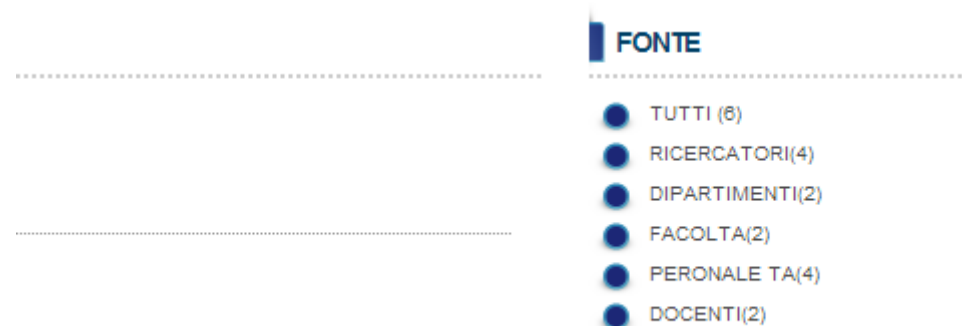 FONTE
TUTTI (6)
RICERCATORI(4)
DIPARTIMENTI(2)
FACOLTA(2)
PERONALE TA(4)
DOCENTI(2)